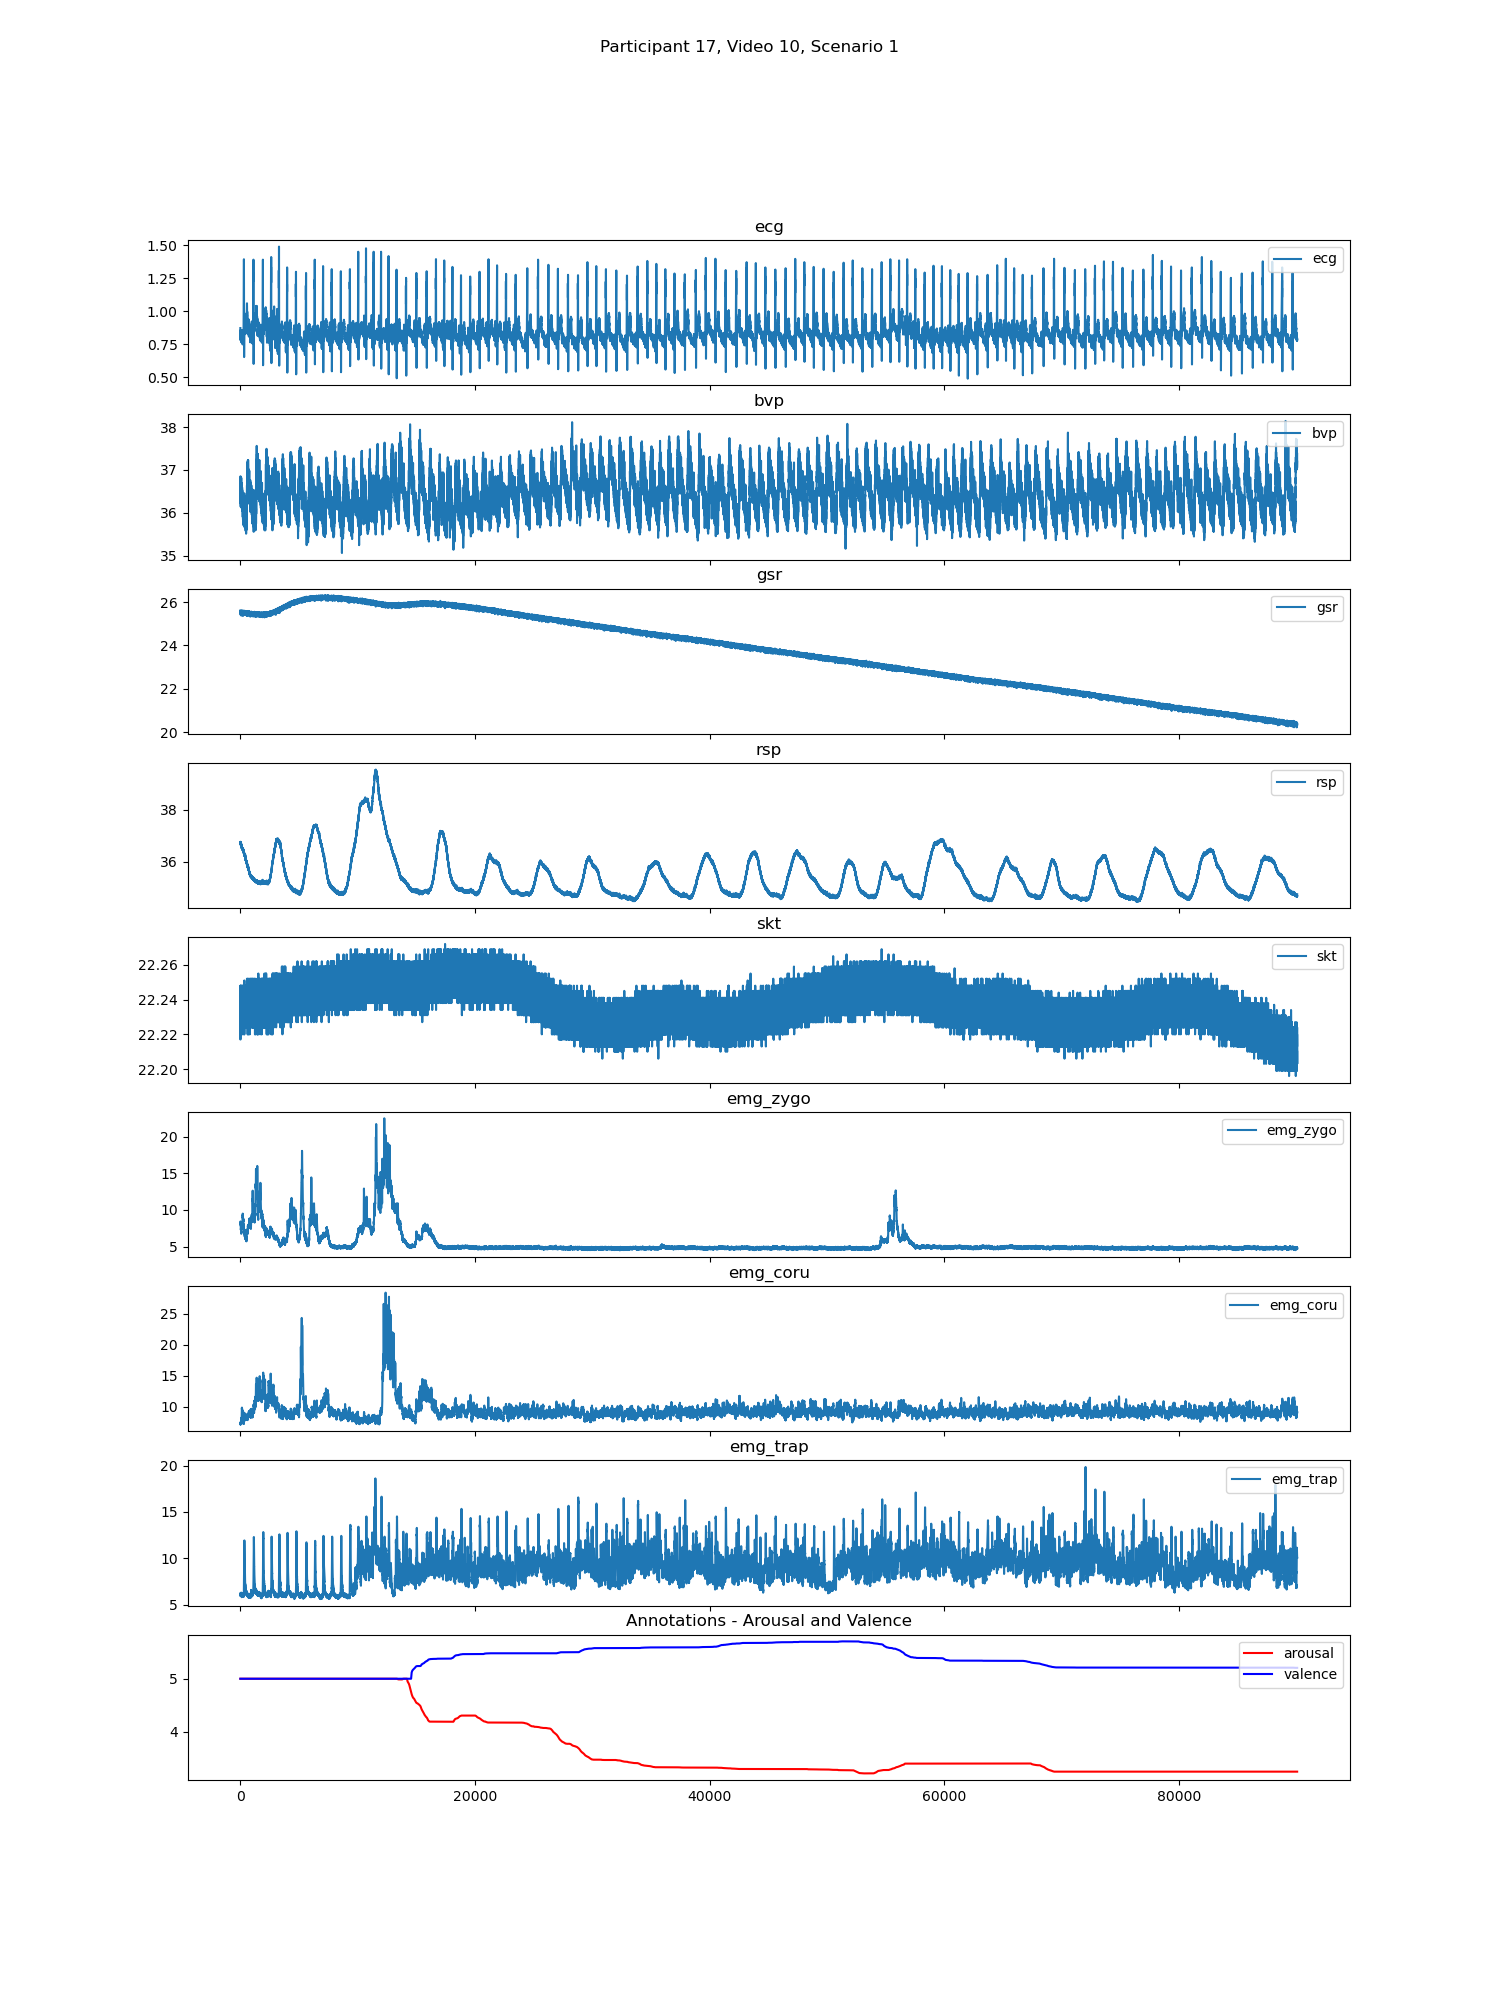 Participant 17, Video 10, Scenario 1
ecg
1.50
1.25
1.00
0.75
0.50
ecg
bvp
38
37
36
35
bvp
gsr
26
24
22
20
gsr
rsp
38
36
rsp
skt
22.26
22.24
22.22
22.20
skt
emg_zygo
20
15
10
5
emg_zygo
emg_coru
25
20
15
10
emg_coru
emg_trap
20
15
10
5
emg_trap
Annotations - Arousal and Valence
5
4
arousal
valence
0 20000 40000 60000 80000